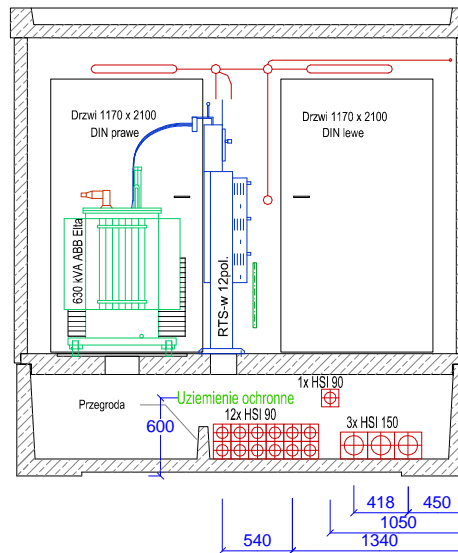 Drzwi 1170 x 2100
DIN prawe
Drzwi 1170 x 2100
DIN lewe
630 kVA ABB Elta
RTS-w 12pol.
1x HSI 90
Uziemienie ochronne
Przegroda
12x HSI 90
3x HSI 150
600
418
450
1050
540
1340